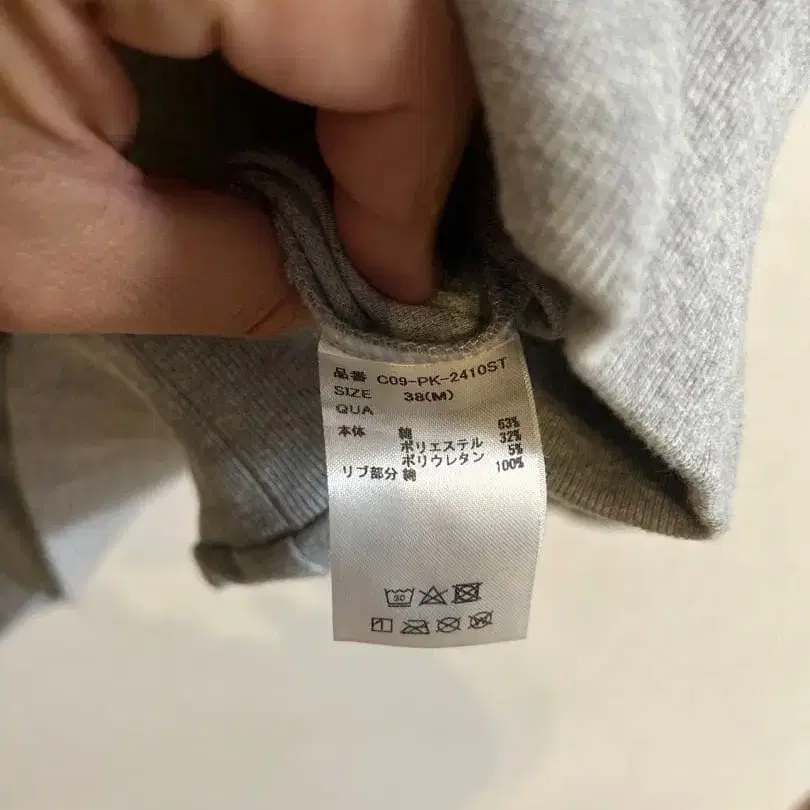 品番 C09-PK-2410ST
SIZE 38(M)
QUA
本体 綿 63%
ポリエステル 32%
ポリウレタン 5%
リブ部分 綿 100%
30